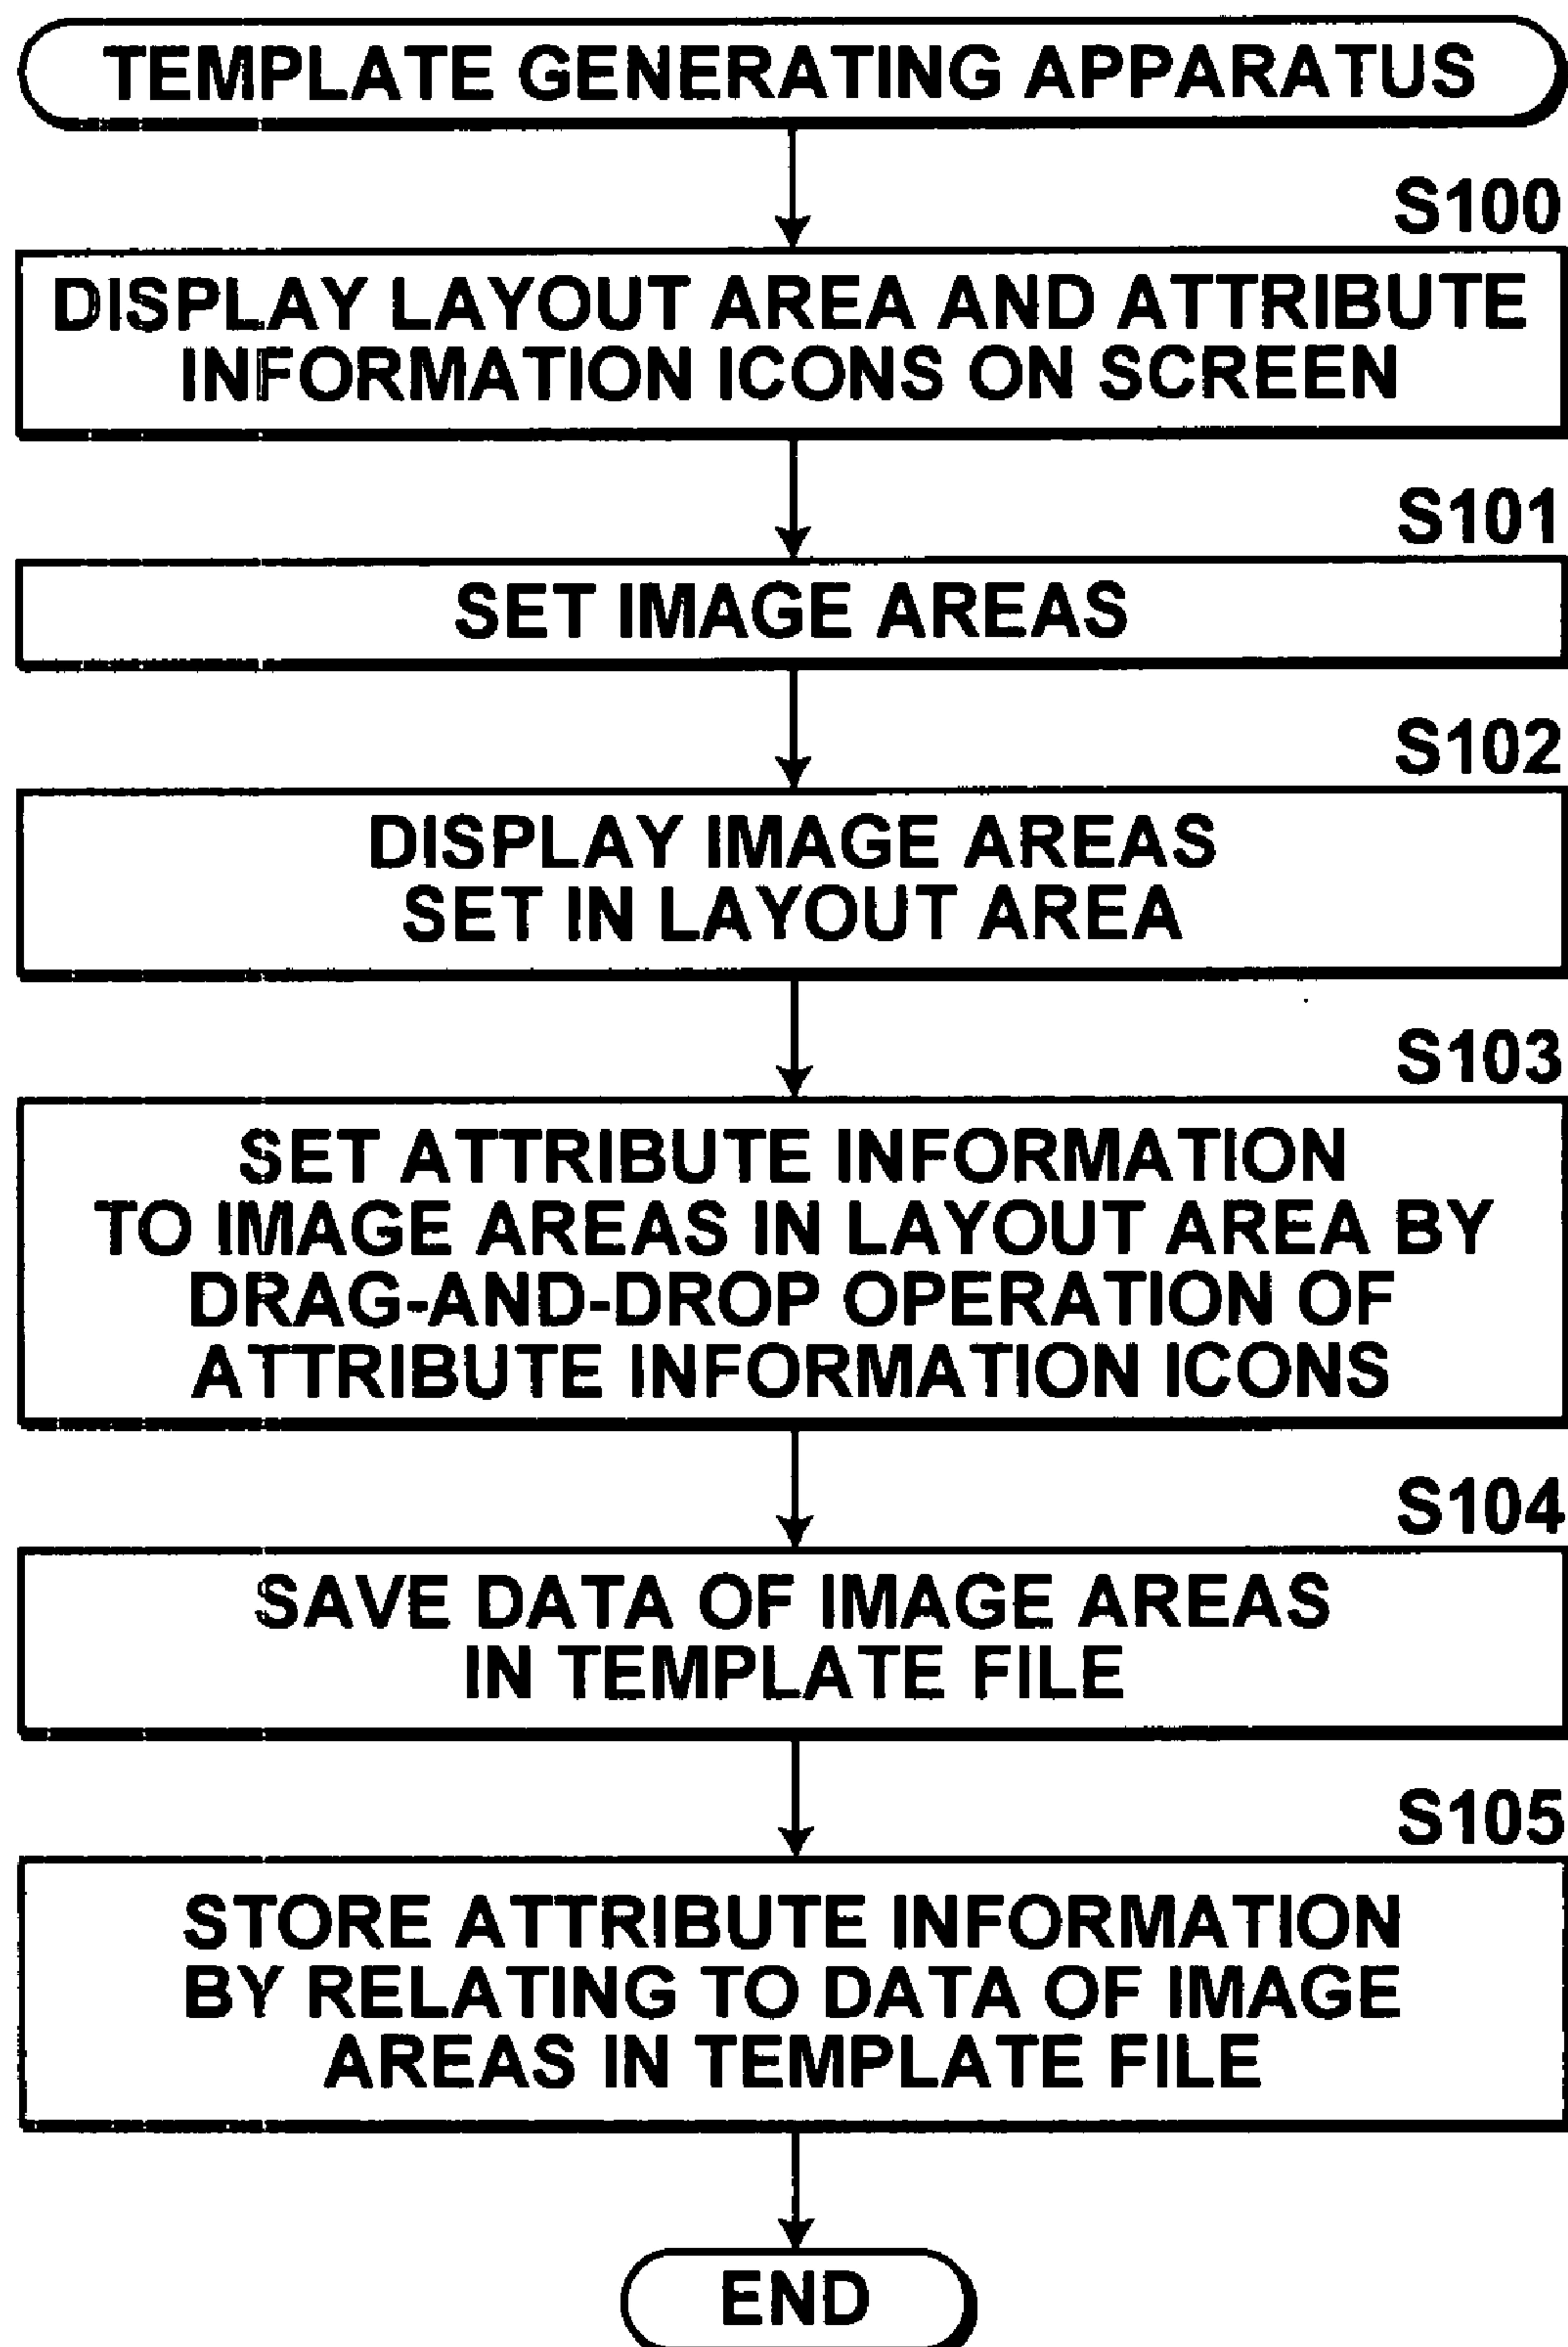 TEMPLATE GENERATING APPARATUS
S100
DISPLAY LAYOUT AREA AND ATTRIBUTE
INFORMATION ICONS ON SCREEN
S101
SET IMAGE AREAS
S102
DISPLAY IMAGE AREAS
SET IN LAYOUT AREA
S103
SET ATTRIBUTE INFORMATION
TO IMAGE AREAS IN LAYOUT AREA BY
DRAG-AND-DROP OPERATION OF
ATTRIBUTE INFORMATION ICONS
S104
SAVE DATA OF IMAGE AREAS
IN TEMPLATE FILE
S105
STORE ATTRIBUTE INFORMATION
BY RELATING TO DATA OF IMAGE
AREAS IN TEMPLATE FILE
END